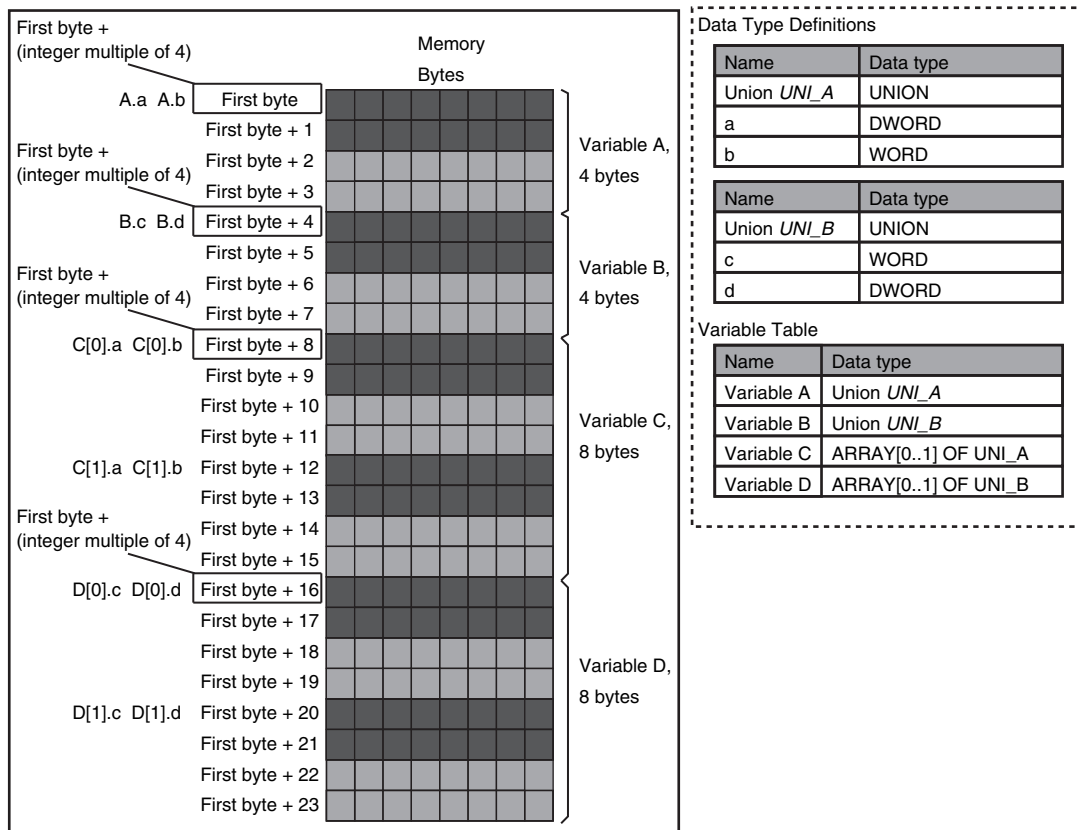 First byte +
(integer multiple of 4)
Memory
Bytes
A.a A.b First byte
First byte + 1
First byte +
(integer multiple of 4)
First byte + 2
First byte + 3
Variable A,
4 bytes
B.c B.d First byte + 4
First byte + 5
First byte +
(integer multiple of 4)
First byte + 6
First byte + 7
Variable B,
4 bytes
C[0].a C[0].b First byte + 8
First byte + 9
First byte + 10
First byte + 11
Variable C,
8 bytes
C[1].a C[1].b First byte + 12
First byte + 13
First byte +
(integer multiple of 4)
First byte + 14
First byte + 15
D[0].c D[0].d First byte + 16
First byte + 17
First byte + 18
First byte + 19
Variable D,
8 bytes
D[1].c D[1].d First byte + 20
First byte + 21
First byte + 22
First byte + 23
Data Type Definitions
Name Data type
Union UNI_A UNION
a DWORD
b WORD
Name Data type
Union UNI_B UNION
c WORD
d DWORD
Variable Table
Name Data type
Variable A Union UNI_A
Variable B Union UNI_B
Variable C ARRAY[0..1] OF UNI_A
Variable D ARRAY[0..1] OF UNI_B